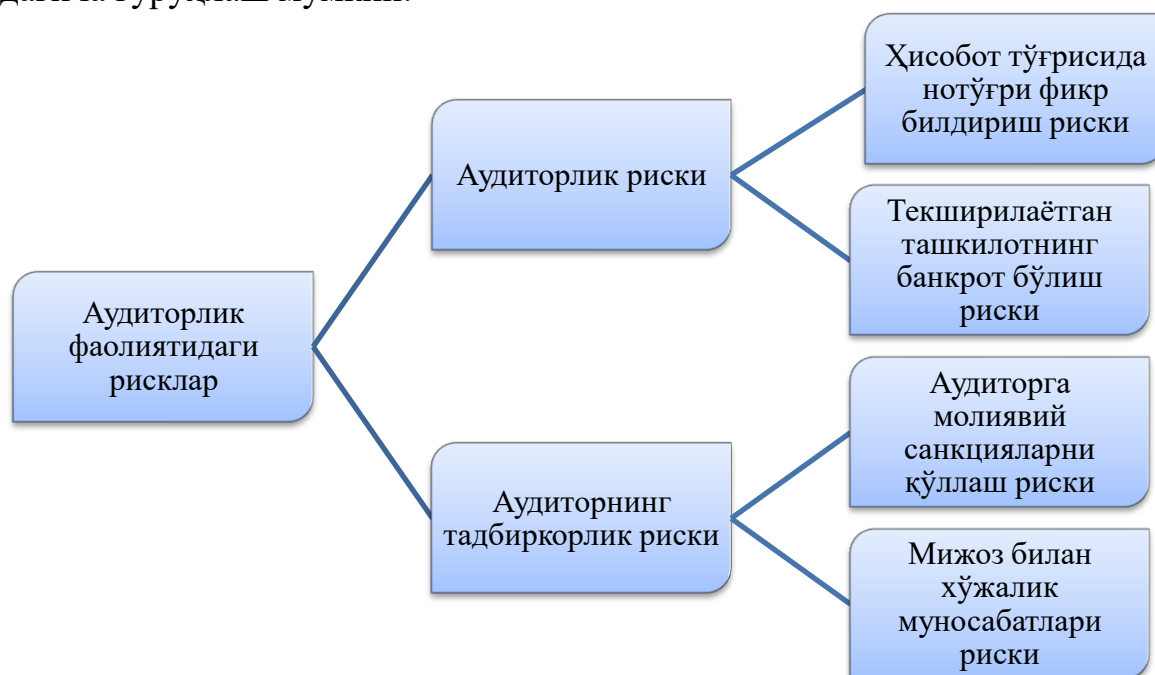 Аудиторлик
фаолиятидаги
рисклар
Аудиторлик риски
Ҳисобот тўғрисида
нотўғри фикр
билдириш риски
Текширилаётган
ташкилотнинг
банкрот бўлиш
риски
Аудиторнинг
тадбиркорлик риски
Аудиторга
молиявий
санкцияларни
қўллаш риски
Мижоз билан
хўжалик
муносабатлари
риски